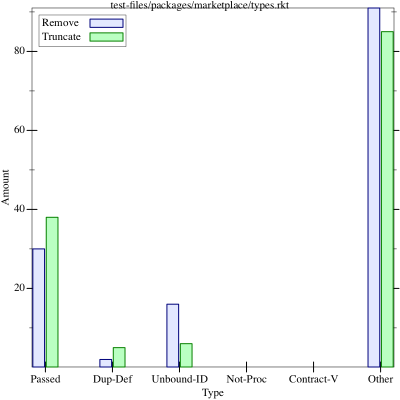 test-files/packages/marketplace/types.rkt
Remove
Truncate
80
60
40
20
Amount
Passed Dup-Def Unbound-ID Not-Proc Contract-V Other
Type